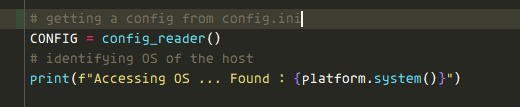 # getting a config from config.ini
CONFIG = config_reader()
# identifying OS of the host
print(f"Accessing OS ... Found : {platform.system()}")